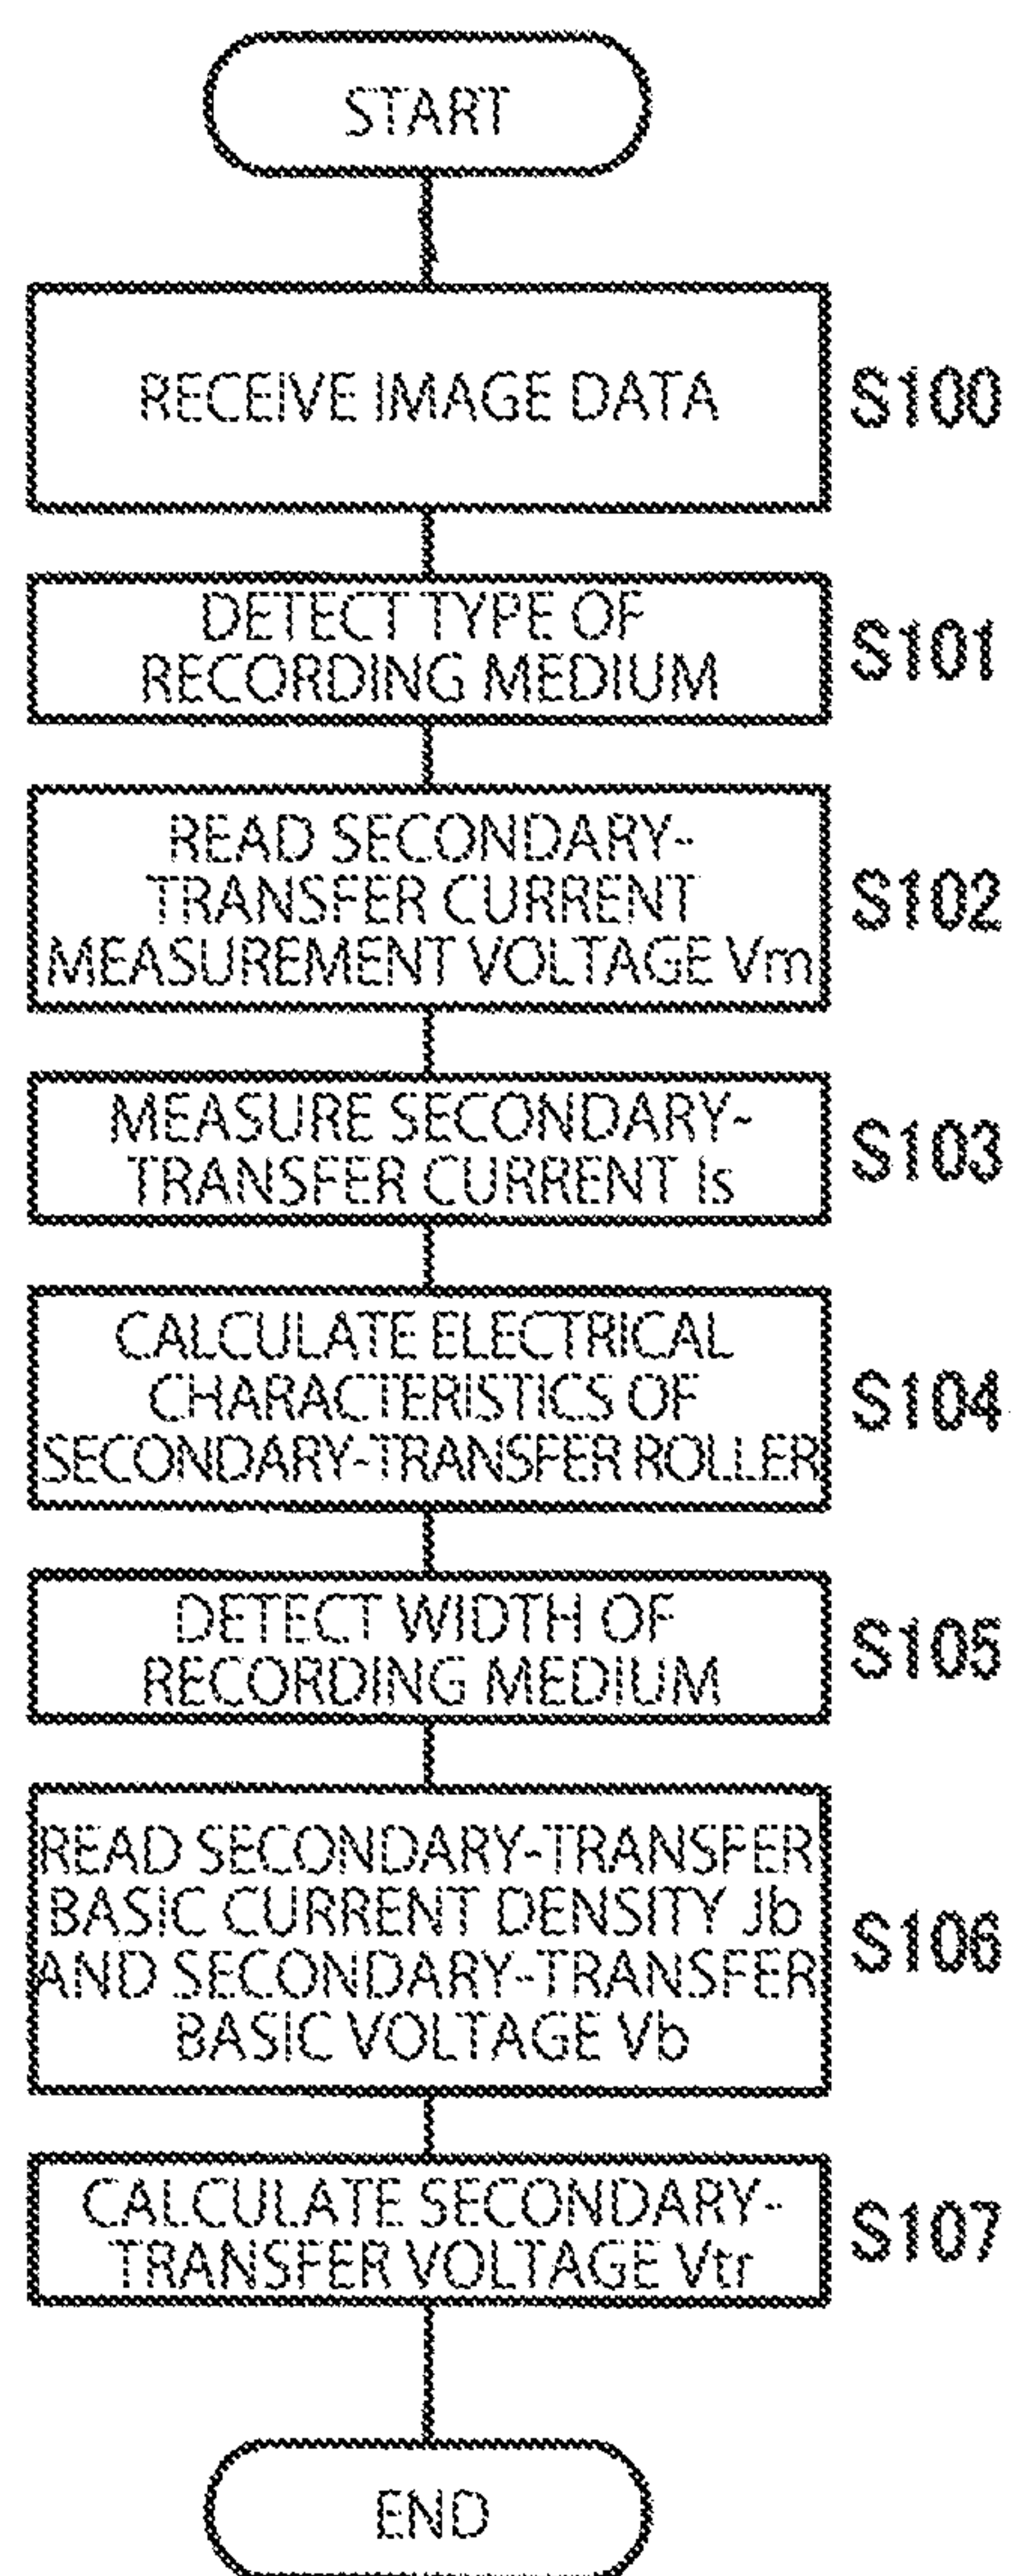 START
RECEIVE IMAGE DATA
S100
DETECT TYPE OF
RECORDING MEDIUM
S101
READ SECONDARY-
TRANSFER CURRENT
MEASUREMENT VOLTAGE Vm
S102
MEASURE SECONDARY-
TRANSFER CURRENT Is
S103
CALCULATE ELECTRICAL
CHARACTERISTICS OF
SECONDARY-TRANSFER ROLLER
S104
DETECT WIDTH OF
RECORDING MEDIUM
S105
READ SECONDARY-TRANSFER
BASIC CURRENT DENSITY Jb
AND SECONDARY-TRANSFER
BASIC VOLTAGE Vb
S106
CALCULATE SECONDARY-
TRANSFER VOLTAGE Vtr
S107
END